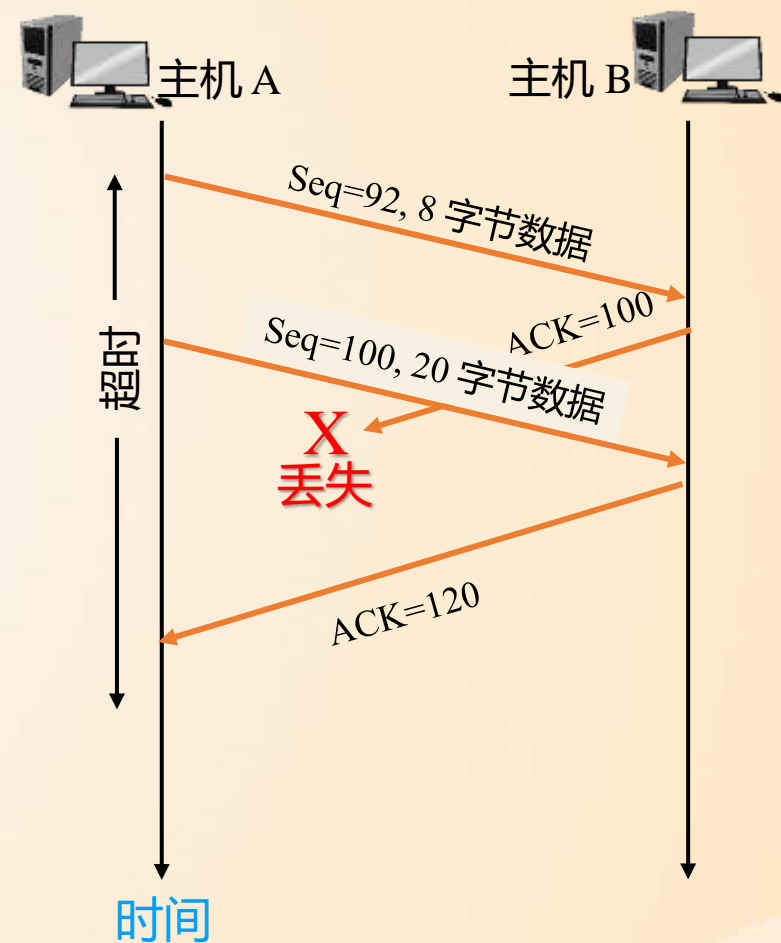 主机 A
主机 B
Seq=92, 8 字节数据
ACK=100
Seq=100, 20 字节数据
超时
X
丢失
ACK=120
时间